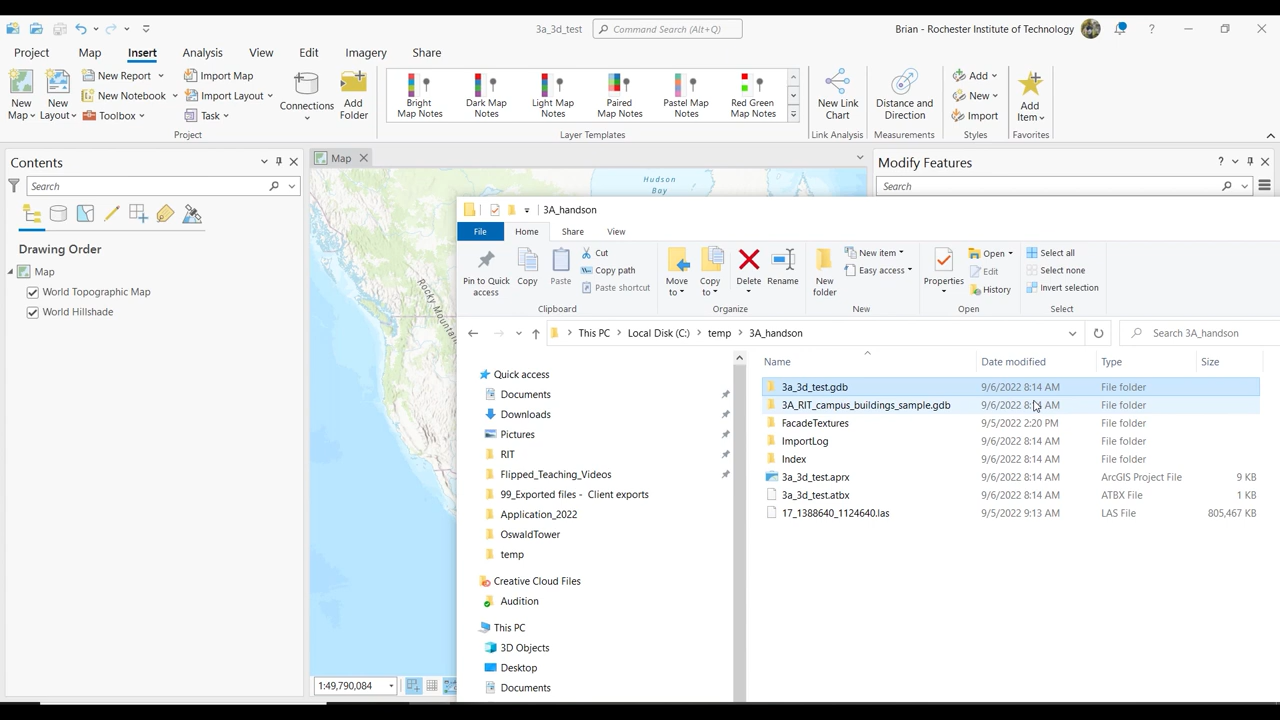 3a_3d_test
Command Search (Alt+Q)
Brian - Rochester Institute of Technology
?
Project Map Insert Analysis View Edit Imagery Share
New Map
New Layout
New Report
New Notebook
Toolbox
Import Map
Import Layout
Task
Connections
Add Folder
Project
Bright Map Notes
Dark Map Notes
Light Map Notes
Paired Map Notes
Pastel Map Notes
Red Green Map Notes
Layer Templates
New Link Chart
Link Analysis
Distance and Direction
Measurements
Add
New
Import
Styles
Add Item
Favorites
Contents
Search
Drawing Order
Map
World Topographic Map
World Hillshade
Map
Hudson
Bay
Rocky Mountain
1:49,790,084
Modify Features
?
Search
3A_handson
File Home Share View
Pin to Quick access
Copy
Paste
Cut
Copy path
Paste shortcut
Clipboard
Move to
Copy to
Delete
Rename
Organize
New folder
New item
Easy access
New
Properties
Open
Edit
History
Open
Select all
Select none
Invert selection
Select
This PC Local Disk (C:) temp 3A_handson
Search 3A_handson
Quick access
Documents
Downloads
Pictures
RIT
Flipped_Teaching_Videos
99_Exported files - Client exports
Application_2022
OswaldTower
temp
Creative Cloud Files
Audition
This PC
3D Objects
Desktop
Documents
Name Date modified Type Size
3a_3d_test.gdb 9/6/2022 8:14 AM File folder
3A_RIT_campus_buildings_sample.gdb 9/6/2022 8:14 AM File folder
FacadeTextures 9/5/2022 2:20 PM File folder
ImportLog 9/6/2022 8:14 AM File folder
Index 9/6/2022 8:14 AM File folder
3a_3d_test.aprx 9/6/2022 8:14 AM ArcGIS Project File 9 KB
3a_3d_test.atbx 9/6/2022 8:14 AM ATBX File 1 KB
17_1388640_1124640.las 9/5/2022 9:13 AM LAS File 805,467 KB